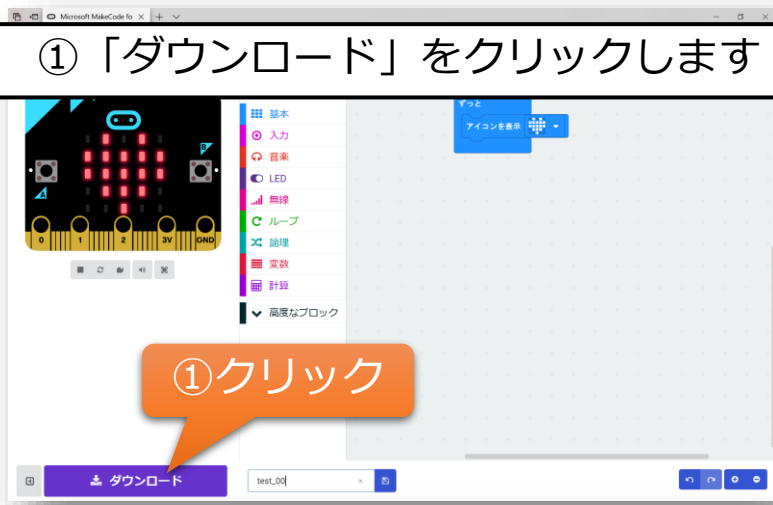 Microsoft MakeCode fo
①「ダウンロード」をクリックします
ずっと
アイコンを表示
基本
入力
音楽
LED
無線
ループ
論理
変数
計算
高度なブロック
A
B
0 1 2 3V GND
①クリック
ダウンロード
test_00